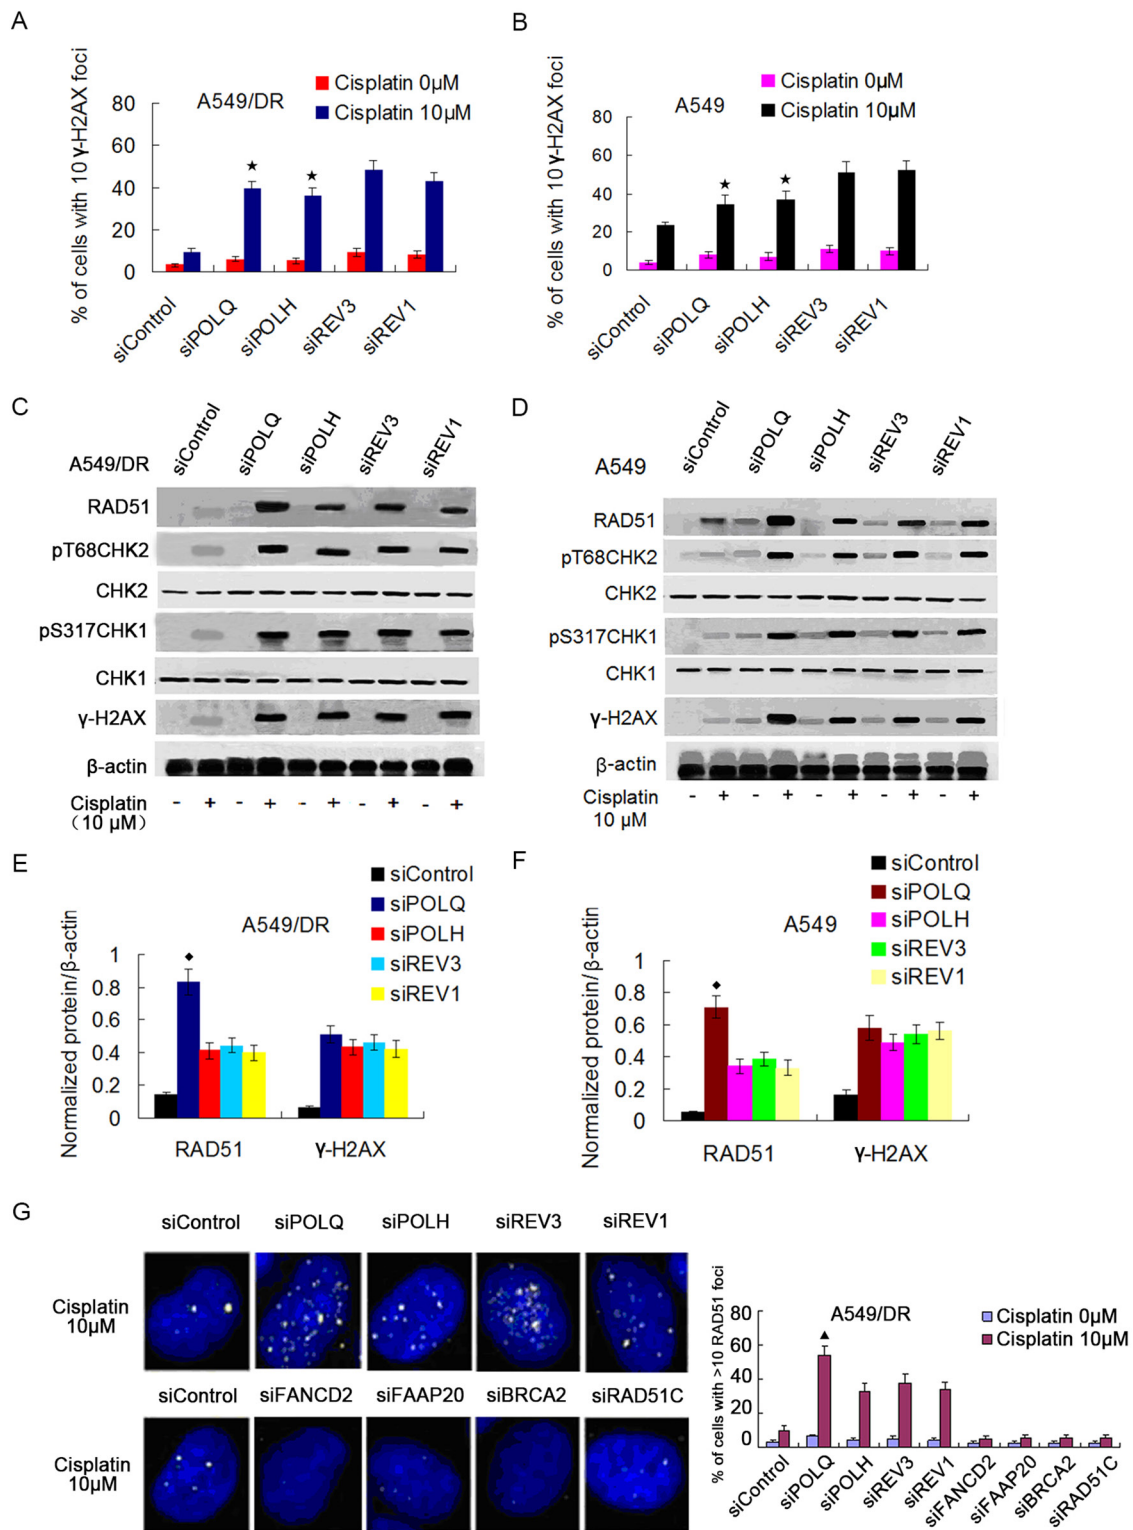 A
% of cells with 10 γ-H2AX foci
A549/DR
Cisplatin 0μM
Cisplatin 10μM
80
60
40
20
0
siControl
siPOLQ
siPOLH
siREV3
siREV1
B
% of cells with 10 γ-H2AX foci
A549
Cisplatin 0μM
Cisplatin 10μM
80
60
40
20
0
siControl
siPOLQ
siPOLH
siREV3
siREV1
C
A549/DR
siControl
siPOLQ
siPOLH
siREV3
siREV1
RAD51
pT68CHK2
CHK2
pS317CHK1
CHK1
γ-H2AX
β-actin
Cisplatin - + - + - + - + - +
(10 μM)
D
A549
siControl
siPOLQ
siPOLH
siREV3
siREV1
RAD51
pT68CHK2
CHK2
pS317CHK1
CHK1
γ-H2AX
β-actin
Cisplatin - + - + - + - + - +
10 μM
E
Normalized protein/β-actin
A549/DR
siControl
siPOLQ
siPOLH
siREV3
siREV1
1
0.8
0.6
0.4
0.2
0
RAD51 γ-H2AX
F
Normalized protein/β-actin
A549
siControl
siPOLQ
siPOLH
siREV3
siREV1
1
0.8
0.6
0.4
0.2
0
RAD51 γ-H2AX
G
siControl siPOLQ siPOLH siREV3 siREV1
Cisplatin
10μM
siControl siFANCD2 siFAAP20 siBRCA2 siRAD51C
Cisplatin
10μM
% of cells with >10 RAD51 foci
A549/DR
Cisplatin 0μM
Cisplatin 10μM
80
60
40
20
0
siControl
siPOLQ
siPOLH
siREV3
siREV1
siFANCD2
siFAAP20
siBRCA2
siRAD51C